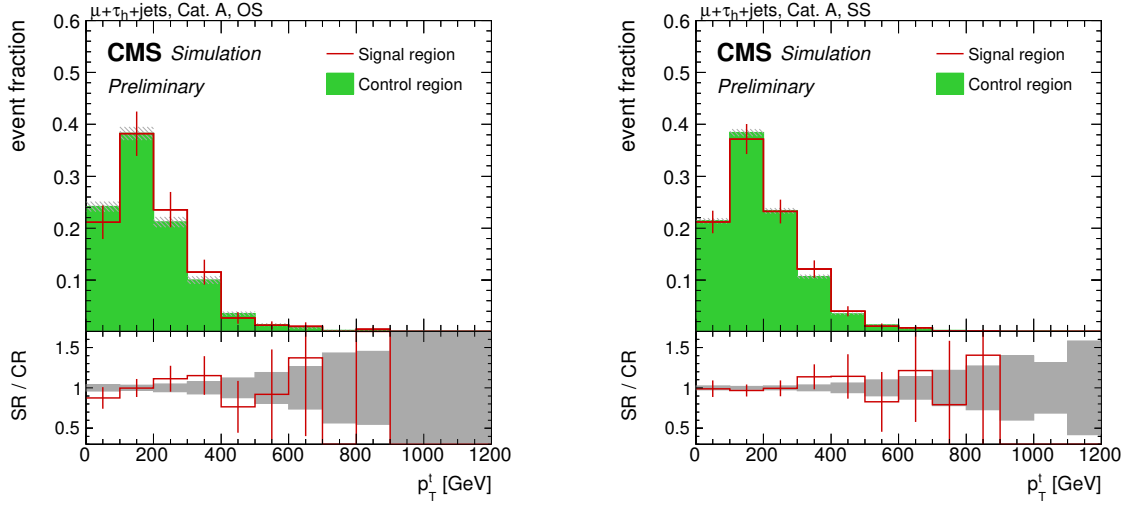 μ+τh+jets, Cat. A, OS
CMS Simulation
Preliminary
Signal region
Control region
event fraction
0.6
0.5
0.4
0.3
0.2
0.1
SR / CR
1.5
1
0.5
0 200 400 600 800 1000 1200
p_T^t [GeV]
μ+τh+jets, Cat. A, SS
CMS Simulation
Preliminary
Signal region
Control region
event fraction
0.6
0.5
0.4
0.3
0.2
0.1
SR / CR
1.5
1
0.5
0 200 400 600 800 1000 1200
p_T^t [GeV]